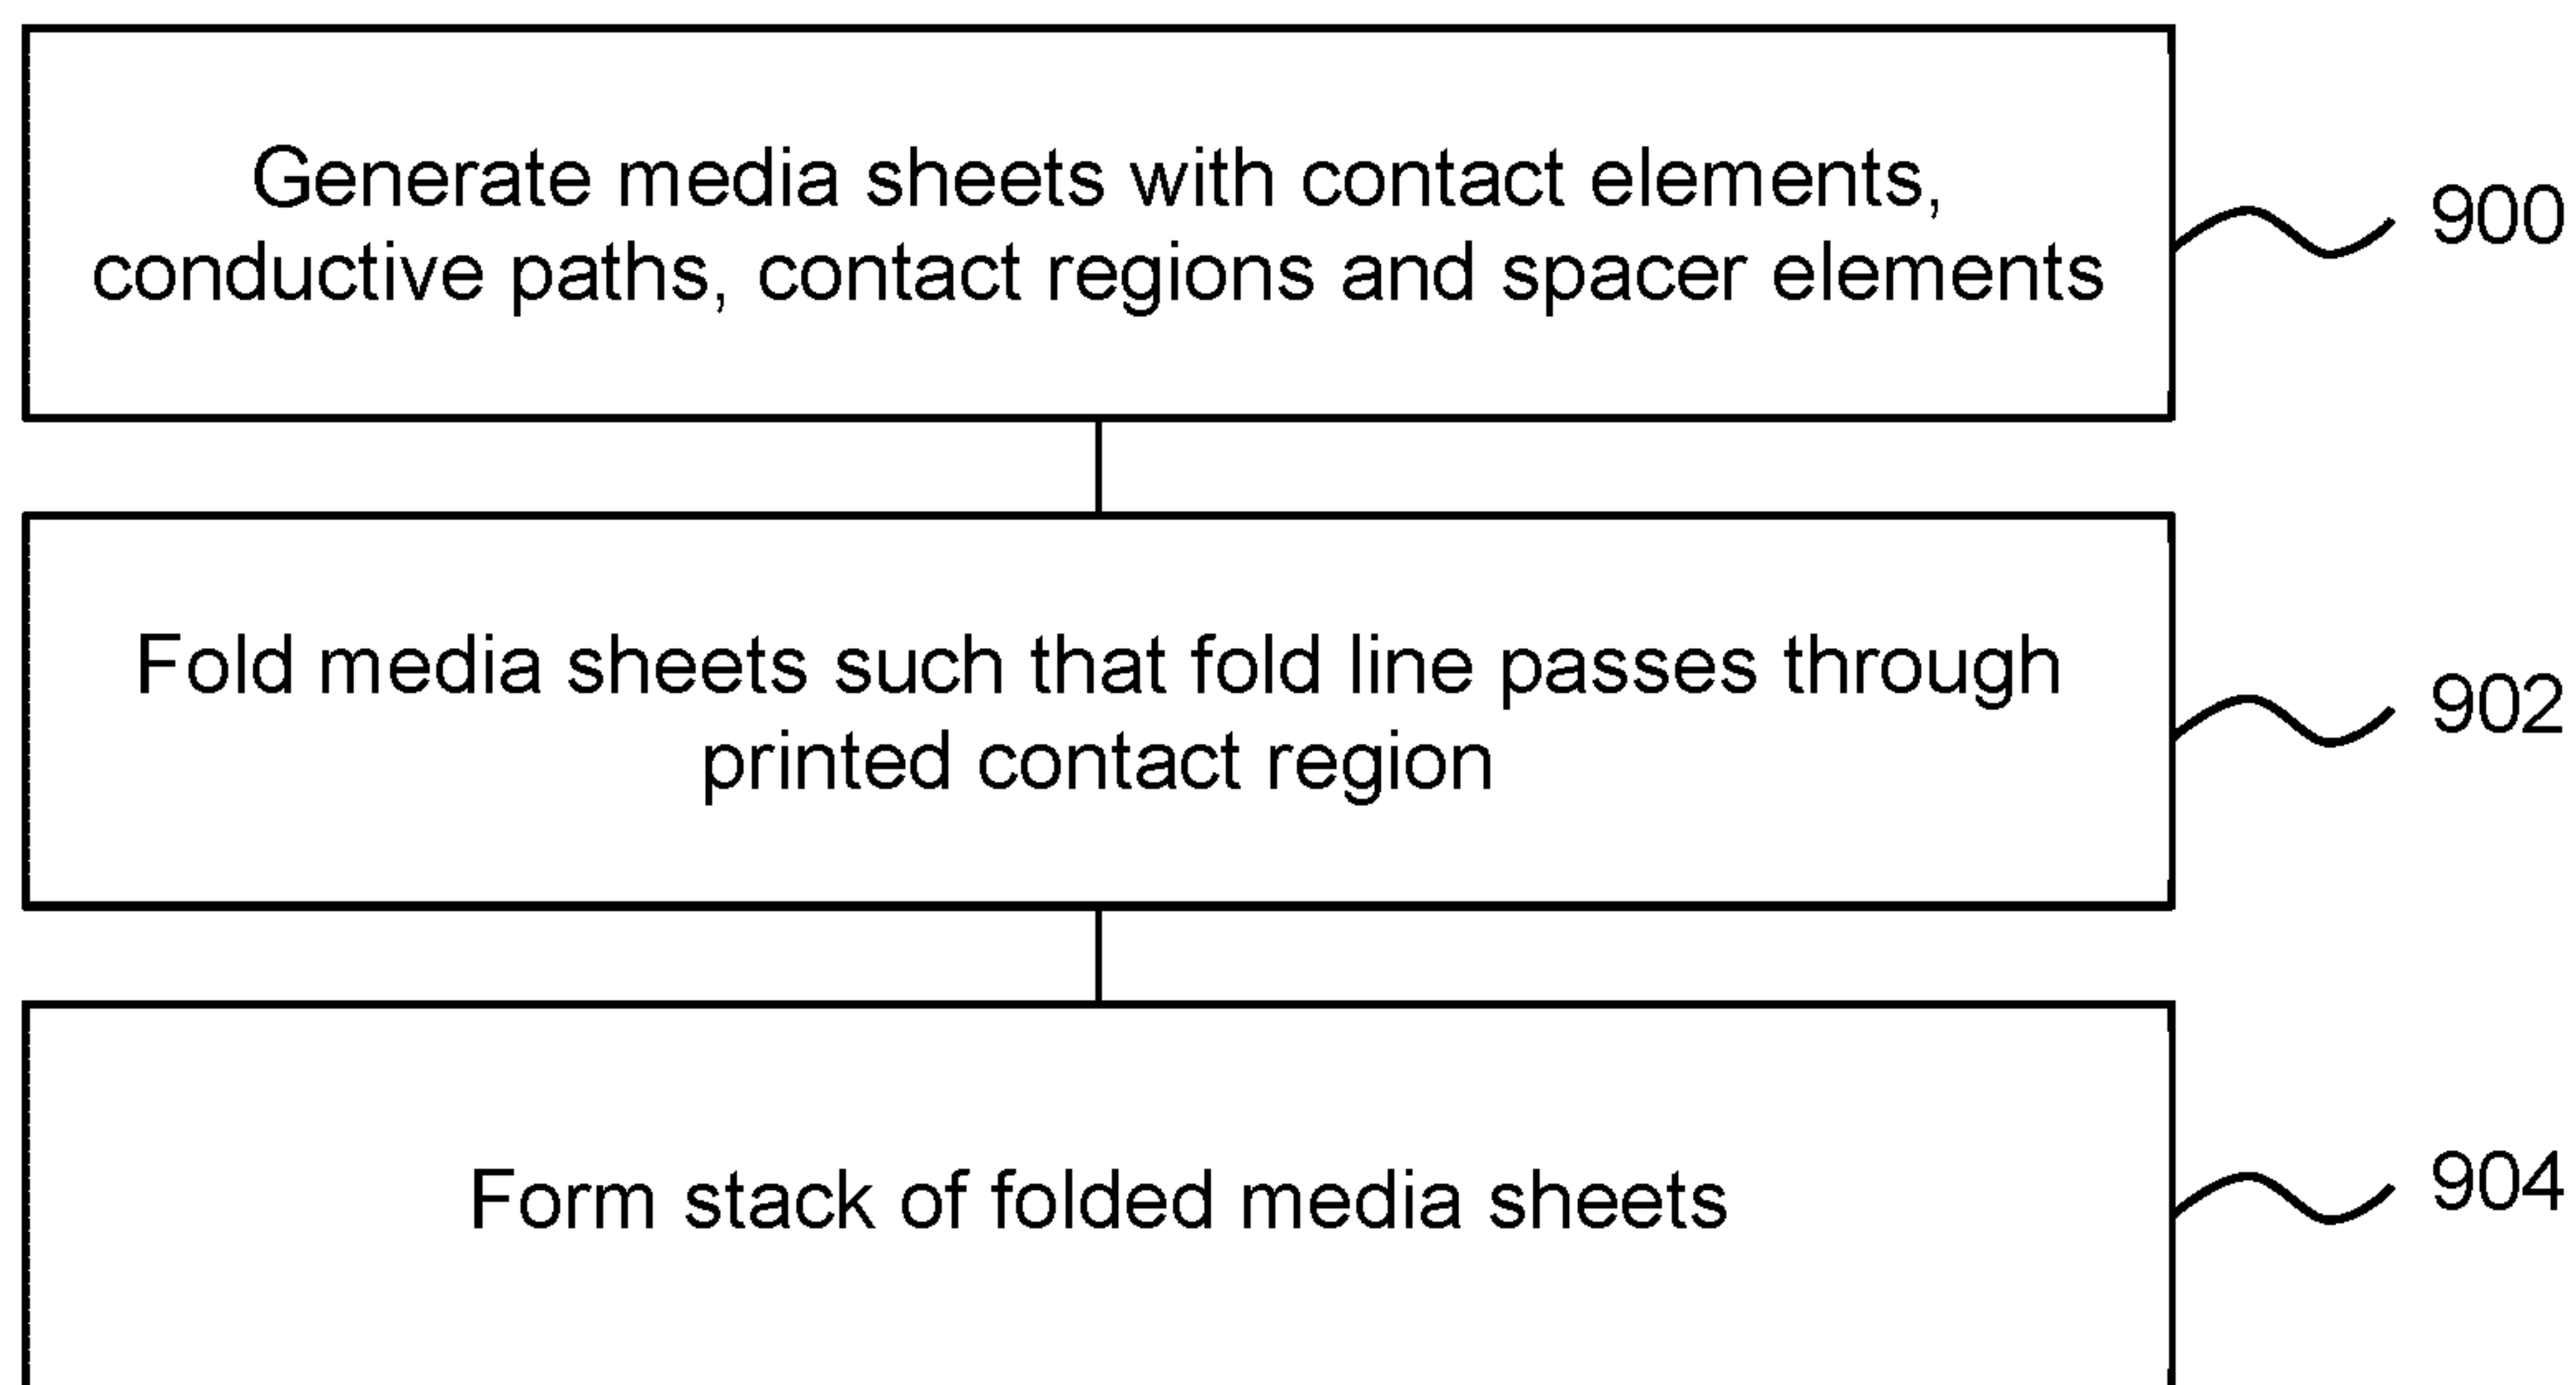 Generate media sheets with contact elements,
conductive paths, contact regions and spacer elements
900
Fold media sheets such that fold line passes through
printed contact region
902
Form stack of folded media sheets
904